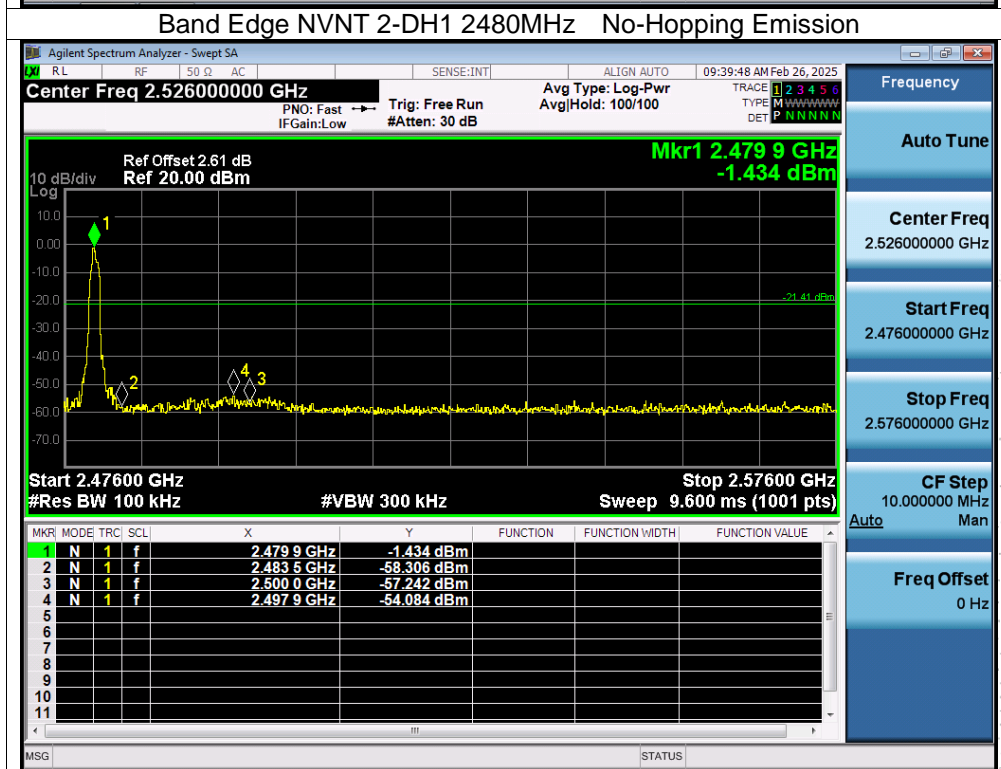 Band Edge NVNT 2-DH1 2480MHz No-Hopping Emission
Agilent Spectrum Analyzer - Swept SA
LXI RL RF 50 Ω AC SENSE:INT ALIGN AUTO 09:39:48 AM Feb 26, 2025
Center Freq 2.526000000 GHz
PNO: Fast
IFGain:Low
Trig: Free Run
#Atten: 30 dB
Avg Type: Log-Pwr
Avg|Hold: 100/100
TRACE 1 2 3 4 5 6
TYPE M WWWWW
DET P N N N N N
Frequency
Auto Tune
Center Freq
2.526000000 GHz
Start Freq
2.476000000 GHz
Stop Freq
2.576000000 GHz
CF Step
10.000000 MHz
Auto Man
Freq Offset
0 Hz
Mkr1 2.479 9 GHz
-1.434 dBm
Ref Offset 2.61 dB
10 dB/div Ref 20.00 dBm
Log
10.0
0.00
-10.0
-20.0
-30.0
-40.0
-50.0
-60.0
-70.0
1
2
4
3
-21.41 dBm
Start 2.47600 GHz Stop 2.57600 GHz
#Res BW 100 kHz #VBW 300 kHz Sweep 9.600 ms (1001 pts)
MKR MODE TRC SCL X Y FUNCTION FUNCTION WIDTH FUNCTION VALUE
1 N 1 f 2.479 9 GHz -1.434 dBm
2 N 1 f 2.483 5 GHz -58.306 dBm
3 N 1 f 2.500 0 GHz -57.242 dBm
4 N 1 f 2.497 9 GHz -54.084 dBm
5
6
7
8
9
10
11
MSG STATUS